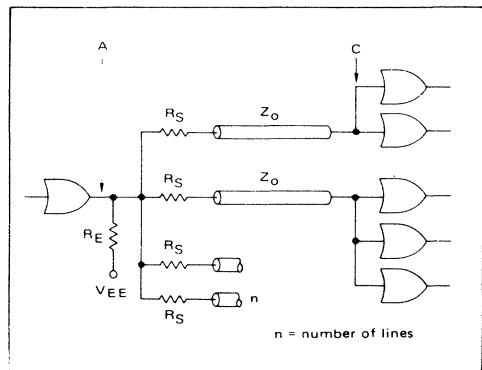 A
C
R_S
Z_o
R_S
Z_o
R_E
R_S
V_EE
R_S
n
n = number of lines